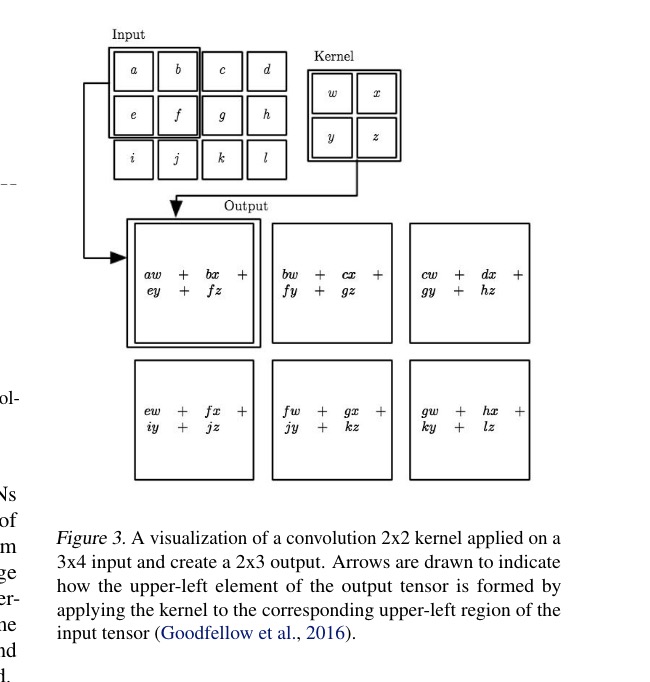 Input
Kernel
a b c d
e f g h
i j k l
w x
y z
Output
aw + bx +
ey + fz
bw + cx +
fy + gz
cw + dx +
gy + hz
ew + fx +
iy + jz
fw + gx +
jy + kz
gw + hx +
ky + lz
Figure 3. A visualization of a convolution 2x2 kernel applied on a
3x4 input and create a 2x3 output. Arrows are drawn to indicate
how the upper-left element of the output tensor is formed by
applying the kernel to the corresponding upper-left region of the
input tensor (Goodfellow et al., 2016).
ol-
Ns
of
m
ge
er-
ne
nd
d.